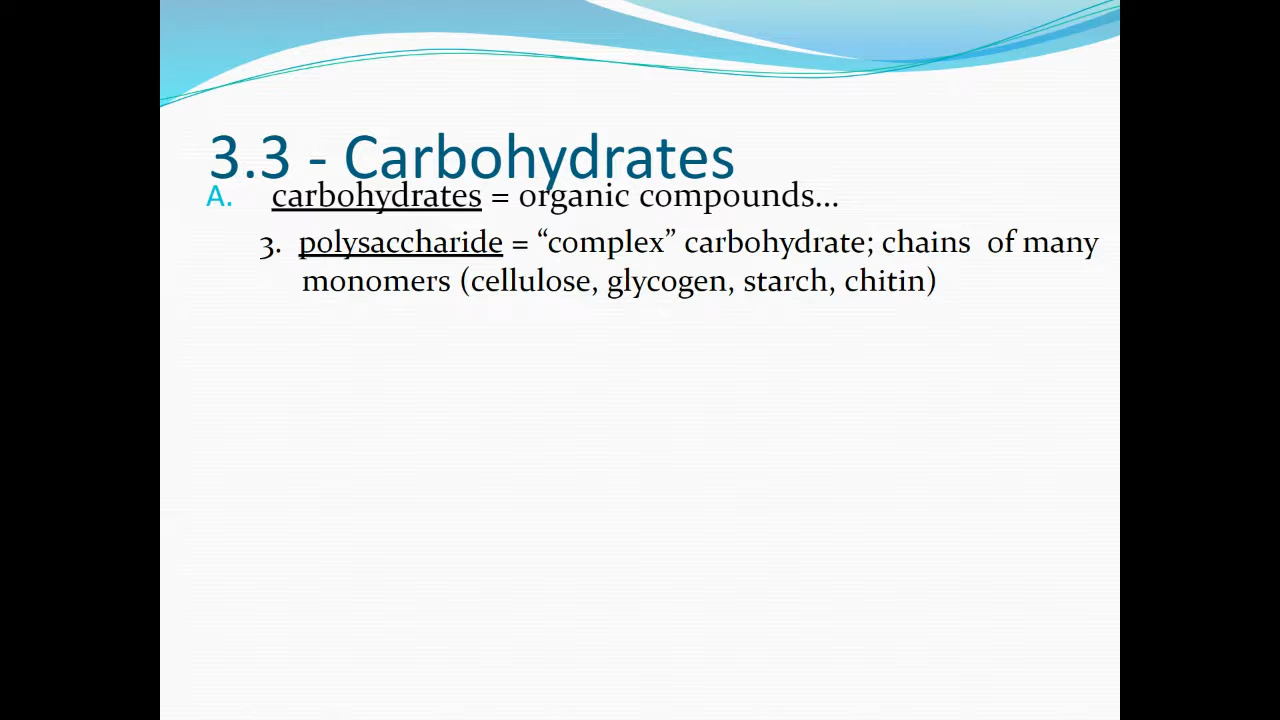 3.3 - Carbohydrates
A. carbohydrates = organic compounds…
3. polysaccharide = “complex” carbohydrate; chains of many
monomers (cellulose, glycogen, starch, chitin)